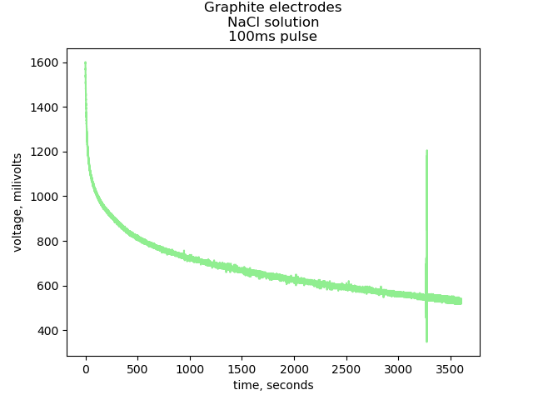 Graphite electrodes
NaCl solution
100ms pulse
1600
1400
1200
1000
800
600
400
voltage, milivolts
0 500 1000 1500 2000 2500 3000 3500
time, seconds